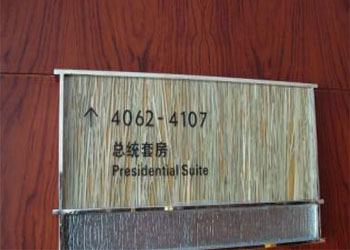 ↑ 4062-4107
总统套房
Presidential Suite